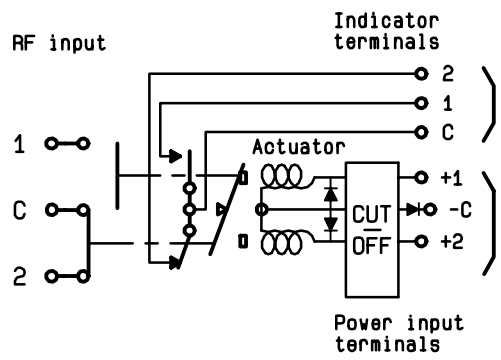 Indicator
terminals
RF input
2
1
C
Actuator
1
C
2
+1
-C
+2
CUT
OFF
Power input
terminals